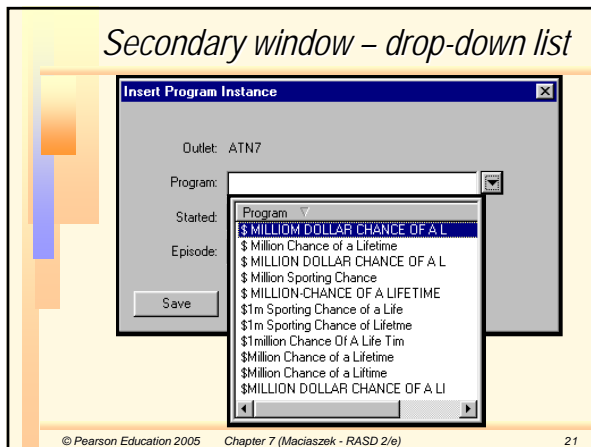 Secondary window – drop-down list
Insert Program Instance
Outlet: ATN7
Program:
Started:
Episode:
Save
Program
$ MILLIOM DOLLAR CHANCE OF A L
$ Million Chance of a Lifetime
$ MILLION DOLLAR CHANCE OF A L
$ Million Sporting Chance
$ MILLION-CHANCE OF A LIFETIME
$1m Sporting Chance of a Life
$1m Sporting Chance of Lifetme
$1million Chance Of A Life Tim
$Million Chance of a Lifetime
$Million Chance of a Liftime
$MILLION DOLLAR CHANCE OF A LI
© Pearson Education 2005 Chapter 7 (Maciaszek - RASD 2/e) 21